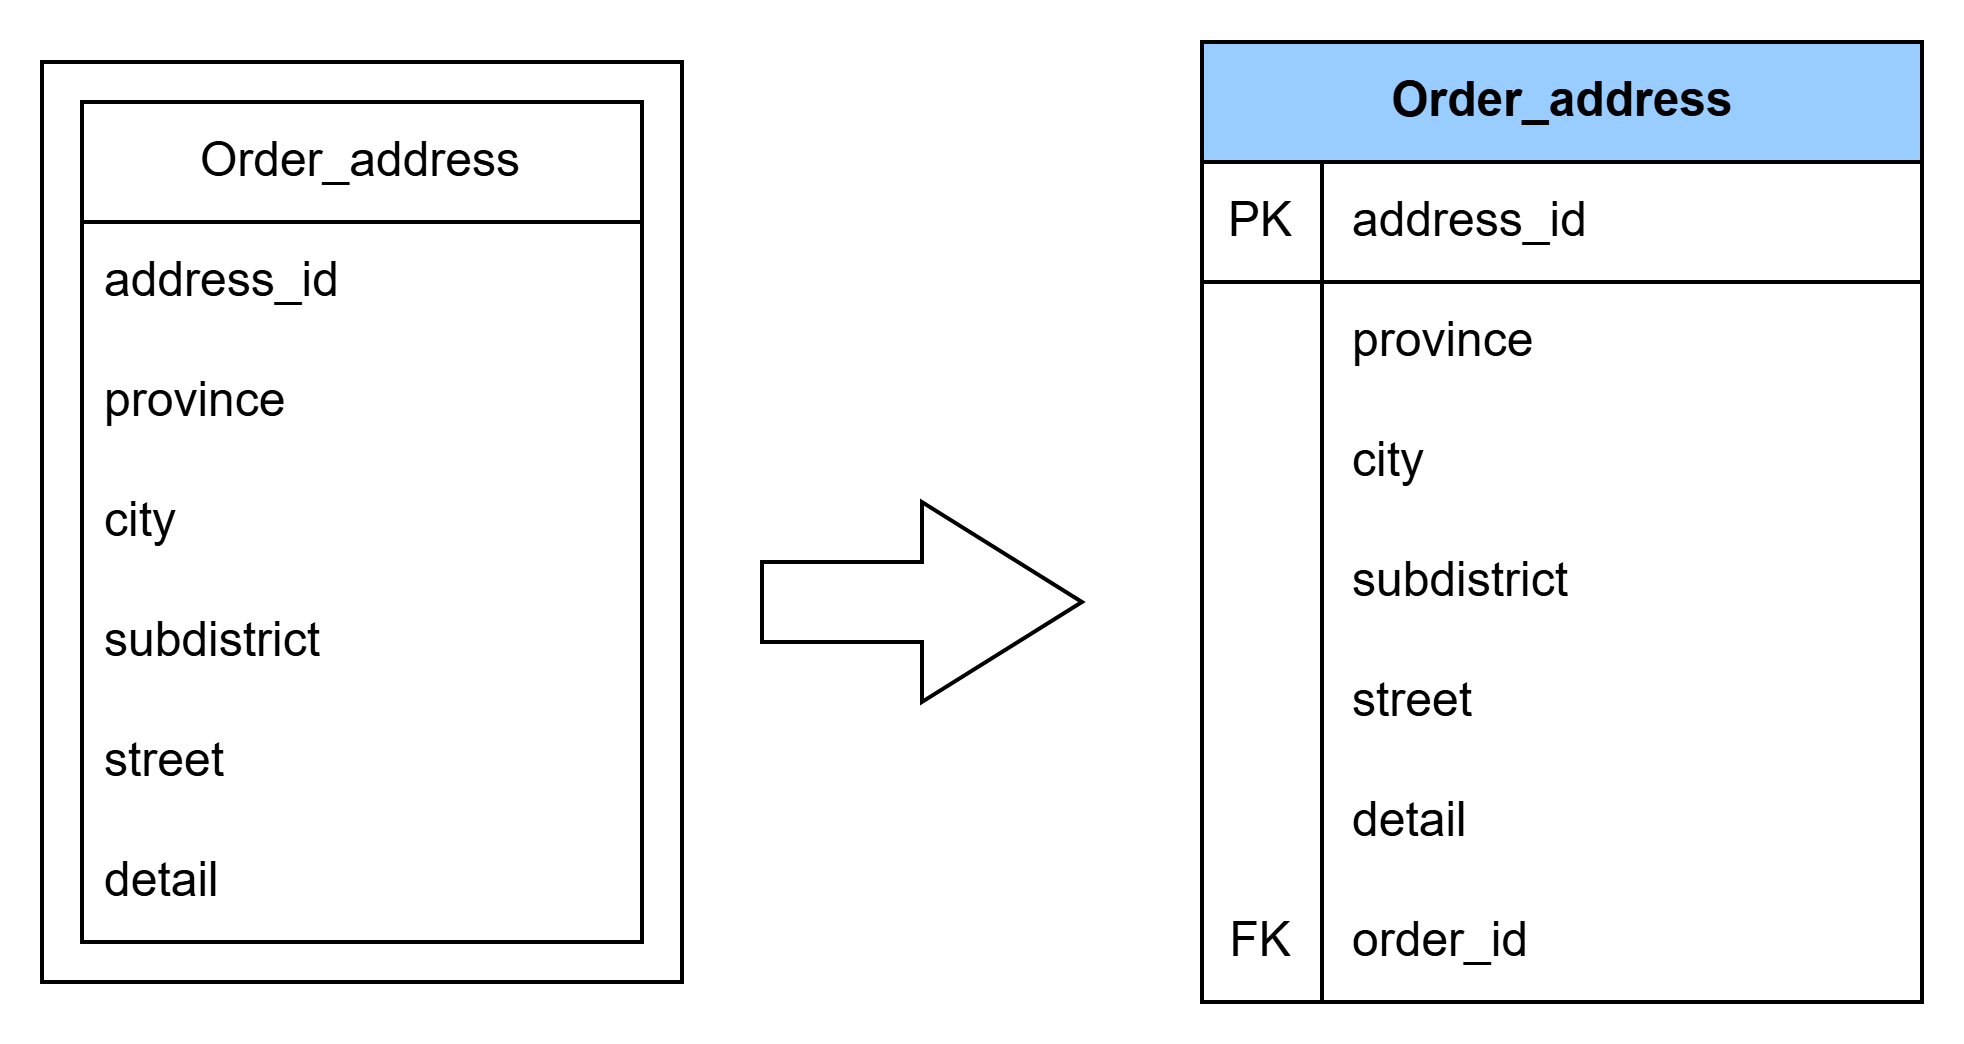 Order_address
address_id
province
city
subdistrict
street
detail
Order_address
PK address_id
province
city
subdistrict
street
detail
FK order_id